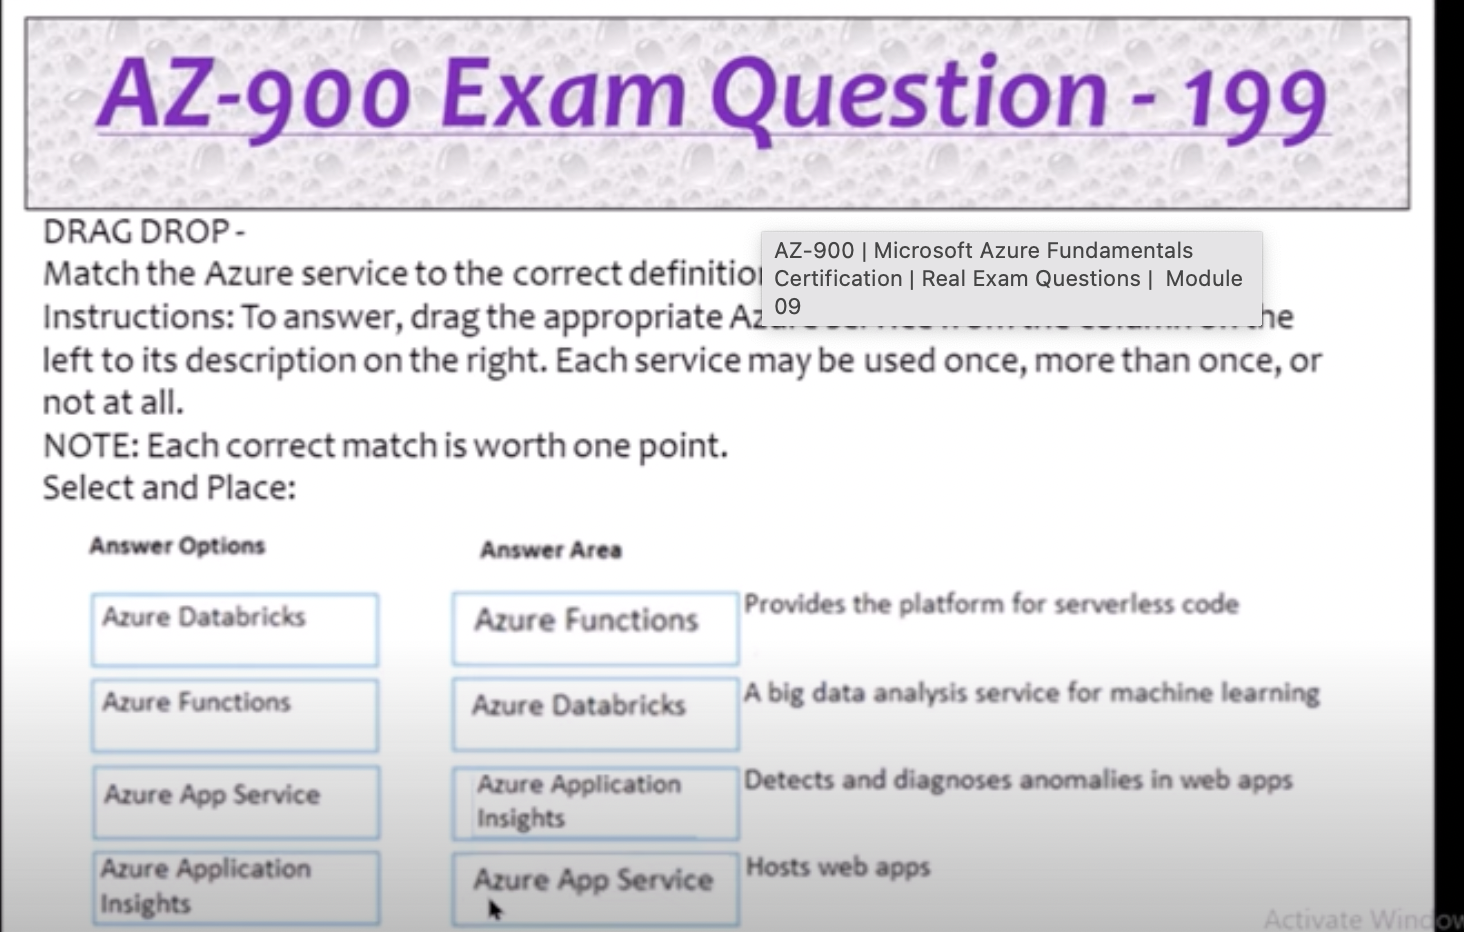 AZ-900 Exam Question - 199
DRAG DROP -
Match the Azure service to the correct
AZ-900 | Microsoft Azure Fundamentals
Certification | Real Exam Questions | Module
09
Instructions: To answer, drag the appropriate
left to its description on the right. Each service may be used once, more than once, or
not at all.
NOTE: Each correct match is worth one point.
Select and Place:
Answer Options
Answer Area
Azure Databricks
Azure Functions
Provides the platform for serverless code
Azure Functions
Azure Databricks
A big data analysis service for machine learning
Azure App Service
Azure Application
Insights
Detects and diagnoses anomalies in web apps
Azure Application
Insights
Azure App Service
Hosts web apps
Activate